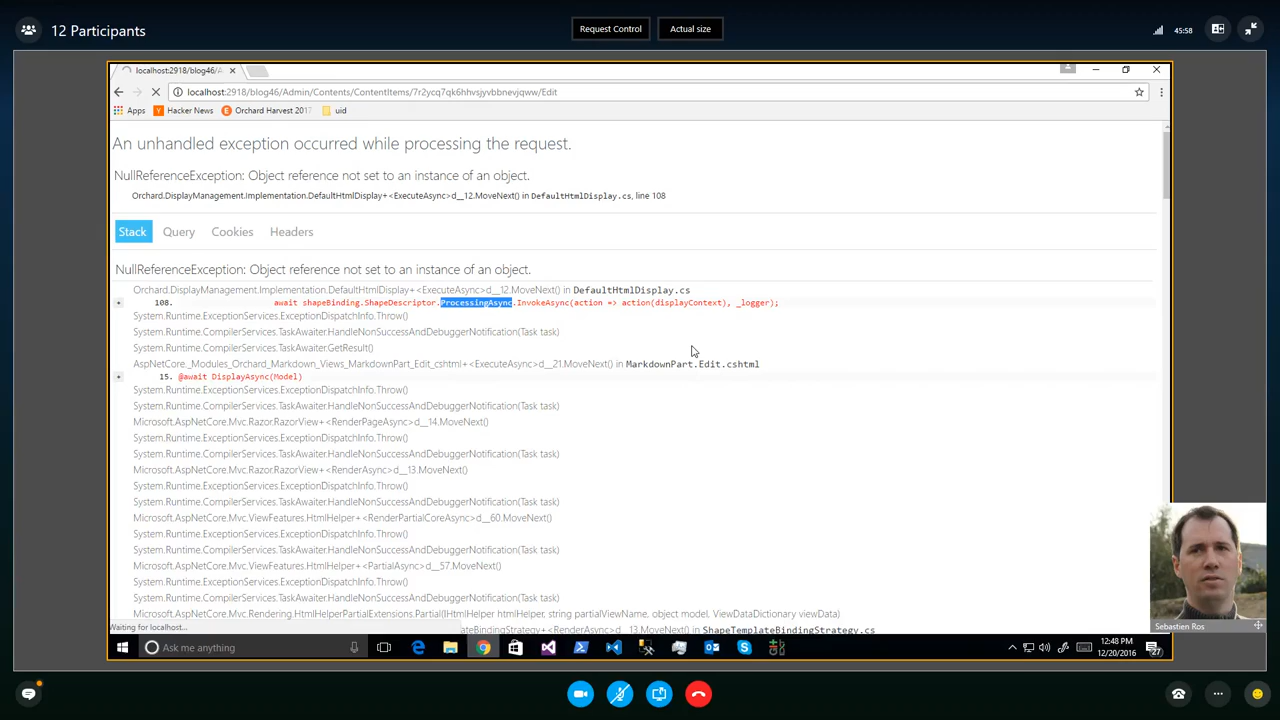 12 Participants
Request Control
Actual size
45:58
localhost:2918/blog46/A
localhost:2918/blog46/Admin/Contents/ContentItems/7r2ycq7qk6hhvsjyvbbnevjqww/Edit
Apps
Hacker News
Orchard Harvest 2017
uid
An unhandled exception occurred while processing the request.
NullReferenceException: Object reference not set to an instance of an object.
Orchard.DisplayManagement.Implementation.DefaultHtmlDisplay+<ExecuteAsync>d__12.MoveNext() in DefaultHtmlDisplay.cs, line 108
Stack
Query
Cookies
Headers
NullReferenceException: Object reference not set to an instance of an object.
Orchard.DisplayManagement.Implementation.DefaultHtmlDisplay+<ExecuteAsync>d__12.MoveNext() in DefaultHtmlDisplay.cs
108. await shapeBinding.ShapeDescriptor.ProcessingAsync.InvokeAsync(action => action(displayContext), _logger);
System.Runtime.ExceptionServices.ExceptionDispatchInfo.Throw()
System.Runtime.CompilerServices.TaskAwaiter.HandleNonSuccessAndDebuggerNotification(Task task)
System.Runtime.CompilerServices.TaskAwaiter.GetResult()
AspNetCore._Modules_Orchard_Markdown_Views_MarkdownPart_Edit_cshtml+<ExecuteAsync>d__21.MoveNext() in MarkdownPart.Edit.cshtml
15. @await DisplayAsync(Model)
System.Runtime.ExceptionServices.ExceptionDispatchInfo.Throw()
System.Runtime.CompilerServices.TaskAwaiter.HandleNonSuccessAndDebuggerNotification(Task task)
Microsoft.AspNetCore.Mvc.Razor.RazorView+<RenderPageAsync>d__14.MoveNext()
System.Runtime.ExceptionServices.ExceptionDispatchInfo.Throw()
System.Runtime.CompilerServices.TaskAwaiter.HandleNonSuccessAndDebuggerNotification(Task task)
Microsoft.AspNetCore.Mvc.Razor.RazorView+<RenderAsync>d__13.MoveNext()
System.Runtime.ExceptionServices.ExceptionDispatchInfo.Throw()
System.Runtime.CompilerServices.TaskAwaiter.HandleNonSuccessAndDebuggerNotification(Task task)
Microsoft.AspNetCore.Mvc.ViewFeatures.HtmlHelper+<RenderPartialCoreAsync>d__60.MoveNext()
System.Runtime.ExceptionServices.ExceptionDispatchInfo.Throw()
System.Runtime.CompilerServices.TaskAwaiter.HandleNonSuccessAndDebuggerNotification(Task task)
Microsoft.AspNetCore.Mvc.ViewFeatures.HtmlHelper+<PartialAsync>d__57.MoveNext()
System.Runtime.ExceptionServices.ExceptionDispatchInfo.Throw()
System.Runtime.CompilerServices.TaskAwaiter.HandleNonSuccessAndDebuggerNotification(Task task)
Microsoft.AspNetCore.Mvc.Rendering.HtmlHelperPartialExtensions.Partial(IHtmlHelper htmlHelper, string partialViewName, object model, ViewDataDictionary viewData)
Waiting for localhost...
ateBindingStrategy+<RenderAsync>d__13.MoveNext() in ShapeTemplateBindingStrategy.cs
Sebastien Ros
Ask me anything
12:48 PM
12/20/2016
27